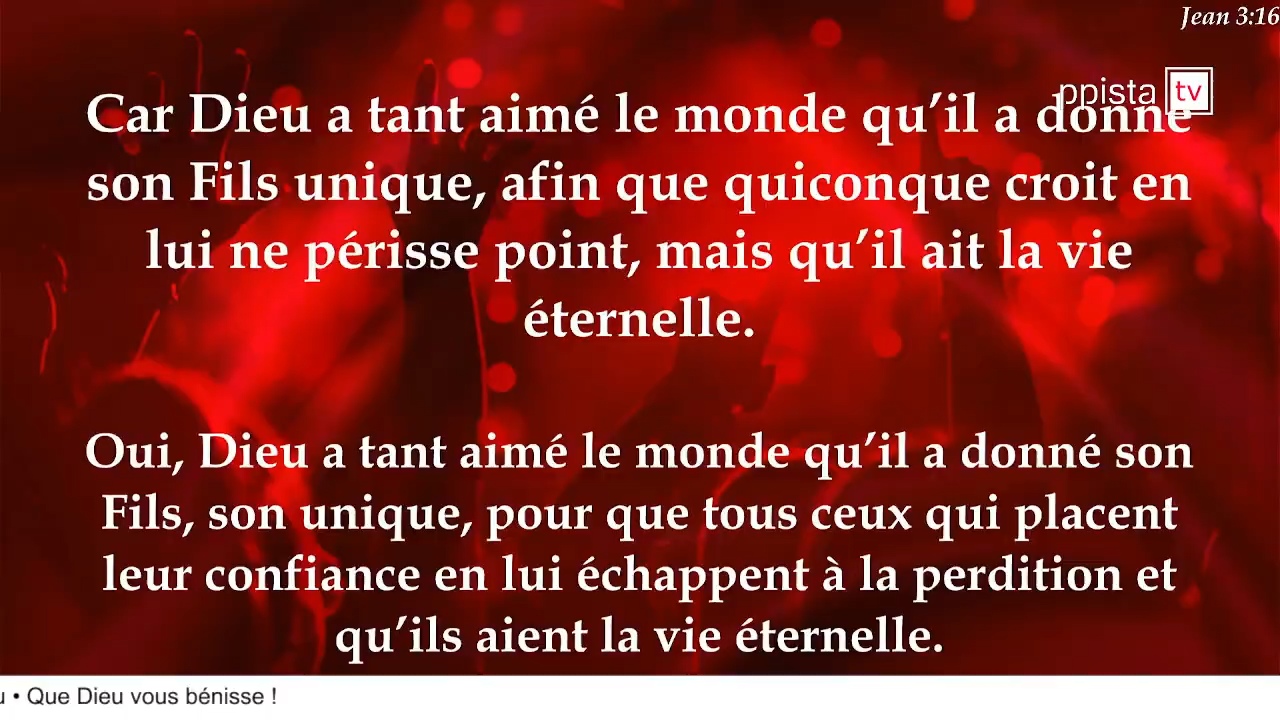 Jean 3:16
ppista tv
Car Dieu a tant aimé le monde qu’il a donné
son Fils unique, afin que quiconque croit en
lui ne périsse point, mais qu’il ait la vie
éternelle.
Oui, Dieu a tant aimé le monde qu’il a donné son
Fils, son unique, pour que tous ceux qui placent
leur confiance en lui échappent à la perdition et
qu’ils aient la vie éternelle.
• Que Dieu vous bénisse !